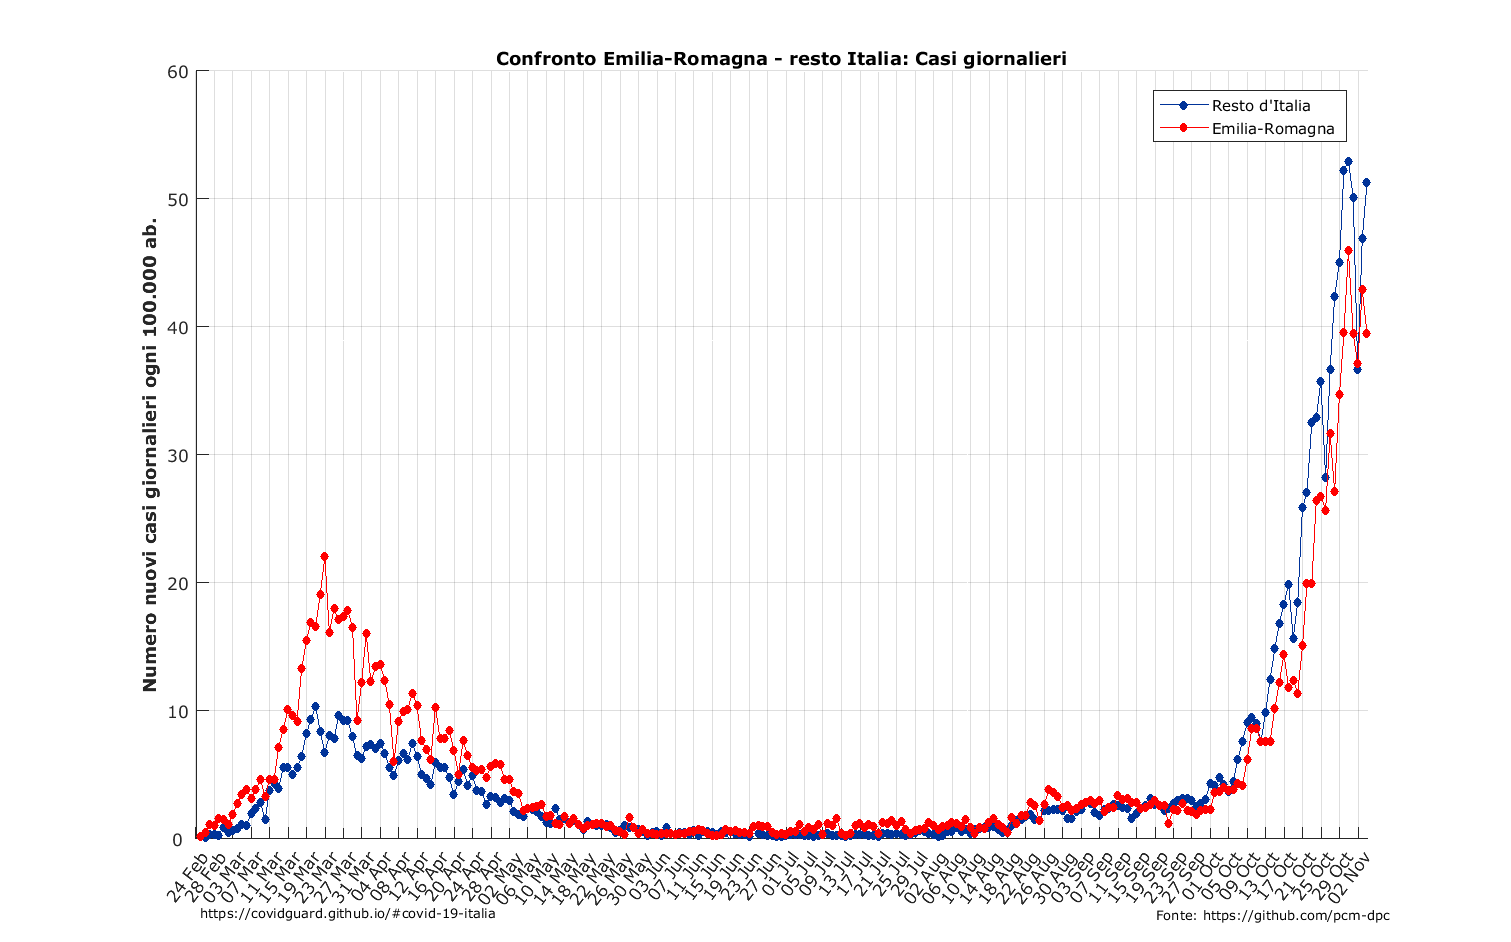 Confronto Emilia-Romagna - resto Italia: Casi giornalieri
Resto d'Italia
Emilia-Romagna
Numero nuovi casi giornalieri ogni 100.000 ab.
60
50
40
30
20
10
0
24 Feb
28 Feb
03 Mar
07 Mar
11 Mar
15 Mar
19 Mar
23 Mar
27 Mar
31 Mar
04 Apr
08 Apr
12 Apr
16 Apr
20 Apr
24 Apr
28 Apr
02 May
06 May
10 May
14 May
18 May
22 May
26 May
30 May
03 Jun
07 Jun
11 Jun
15 Jun
19 Jun
23 Jun
27 Jun
01 Jul
05 Jul
09 Jul
13 Jul
17 Jul
21 Jul
25 Jul
29 Jul
02 Aug
06 Aug
10 Aug
14 Aug
18 Aug
22 Aug
26 Aug
30 Aug
03 Sep
07 Sep
11 Sep
15 Sep
19 Sep
23 Sep
27 Sep
01 Oct
05 Oct
09 Oct
13 Oct
17 Oct
21 Oct
25 Oct
29 Oct
02 Nov
https://covidguard.github.io/#covid-19-italia
Fonte: https://github.com/pcm-dpc